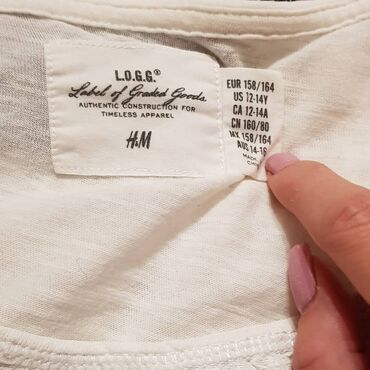 L.O.G.G.®
Label of Graded Goods
AUTHENTIC CONSTRUCTION FOR
TIMELESS APPAREL
H&M
EUR 158/164
US 12-14Y
CA 12-14A
CN 160/80
MX 158/164
AUS 14-16
MADE